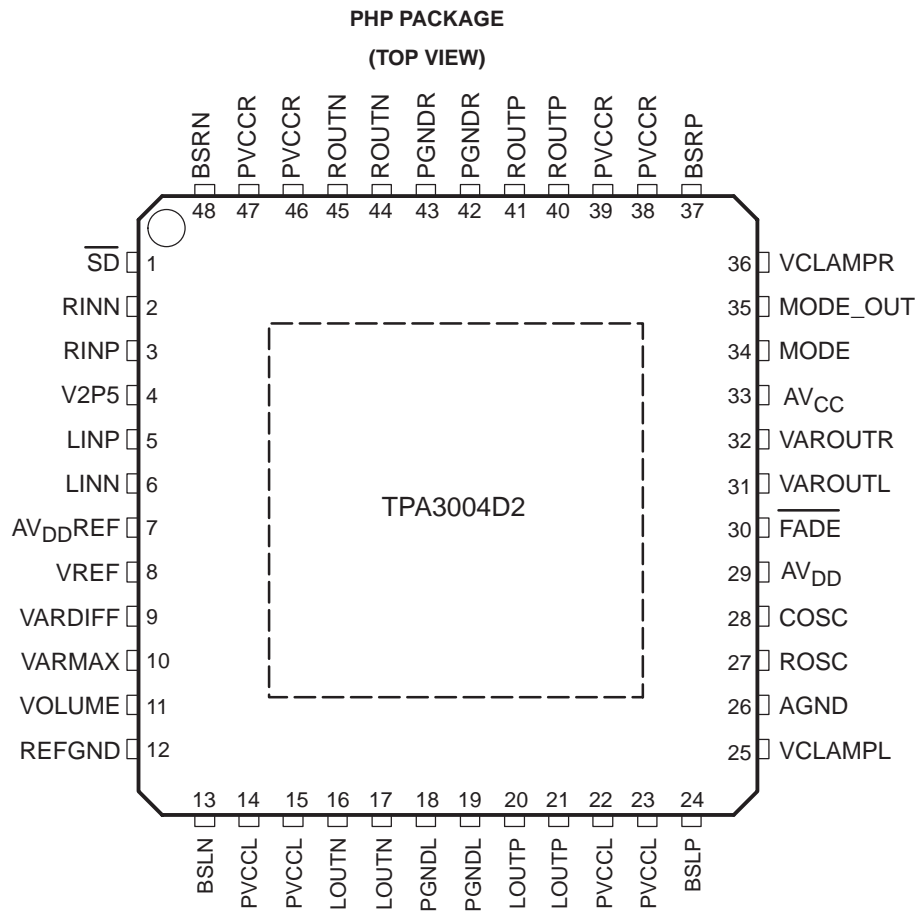 PHP PACKAGE
(TOP VIEW)
BSRN
PVCCR
PVCCR
ROUTN
ROUTN
PGNDR
PGNDR
ROUTP
ROUTP
PVCCR
PVCCR
BSRP
48 47 46 45 44 43 42 41 40 39 38 37
SD 1
RINN 2
RINP 3
V2P5 4
LINP 5
LINN 6
AVDDREF 7
VREF 8
VARDIFF 9
VARMAX 10
VOLUME 11
REFGND 12
TPA3004D2
36 VCLAMPR
35 MODE_OUT
34 MODE
33 AVCC
32 VAROUTR
31 VAROUTL
30 FADE
29 AVDD
28 COSC
27 ROSC
26 AGND
25 VCLAMPL
13 14 15 16 17 18 19 20 21 22 23 24
BSLN
PVCCL
PVCCL
LOUTN
LOUTN
PGNDL
PGNDL
LOUTP
LOUTP
PVCCL
PVCCL
BSLP